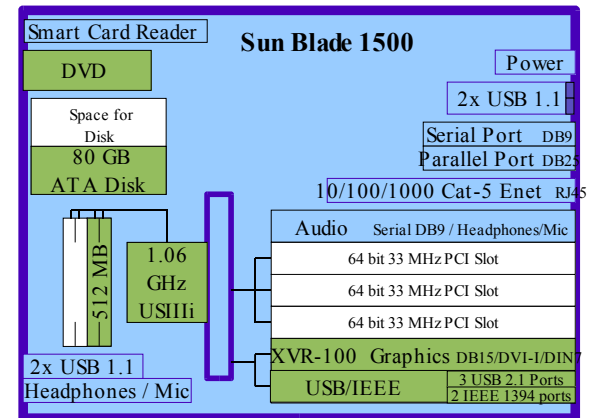 Smart Card Reader
Sun Blade 1500
DVD
Power
2x USB 1.1
Space for
Disk
80 GB
ATA Disk
Serial Port DB9
Parallel Port DB25
10/100/1000 Cat-5 Enet RJ45
Audio Serial DB9 / Headphones/Mic
512 MB
1.06
GHz
USIIIi
64 bit 33 MHz PCI Slot
64 bit 33 MHz PCI Slot
64 bit 33 MHz PCI Slot
XVR-100 Graphics DB15/DVI-I/DIN7
USB/IEEE
3 USB 2.1 Ports
2 IEEE 1394 ports
2x USB 1.1
Headphones / Mic